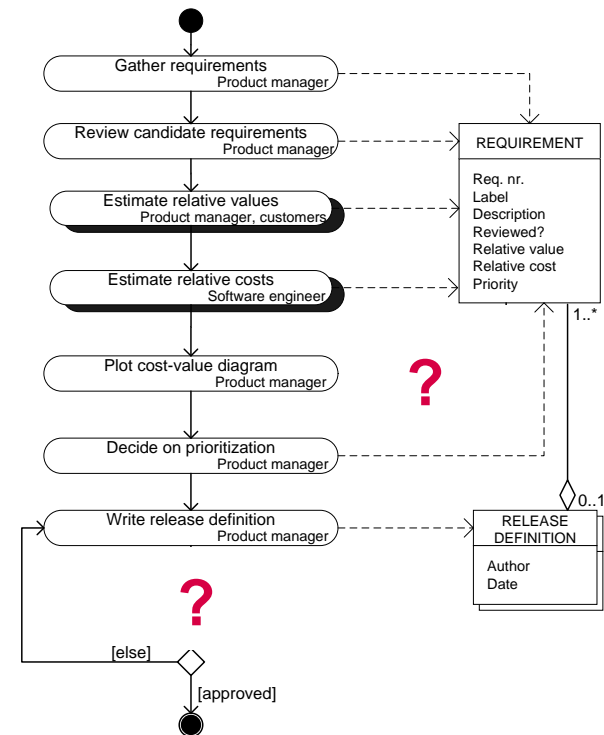 Gather requirements
Product manager
Review candidate requirements
Product manager
Estimate relative values
Product manager, customers
Estimate relative costs
Software engineer
Plot cost-value diagram
Product manager
Decide on prioritization
Product manager
Write release definition
Product manager
REQUIREMENT
Req. nr.
Label
Description
Reviewed?
Relative value
Relative cost
Priority
1..*
?
0..1
RELEASE
DEFINITION
Author
Date
?
[else]
[approved]